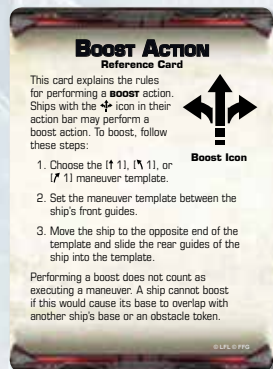 BOOST ACTION
Reference Card
This card explains the rules
for performing a BOOST action.
Ships with the icon in their
action bar may perform a
boost action. To boost, follow
these steps:
Boost Icon
1. Choose the [⬆ 1], [↰ 1], or
[↱ 1] maneuver template.
2. Set the maneuver template between the
ship's front guides.
3. Move the ship to the opposite end of the
template and slide the rear guides of the
ship into the template.
Performing a boost does not count as
executing a maneuver. A ship cannot boost
if this would cause its base to overlap with
another ship's base or an obstacle token.
© LFL © FFG